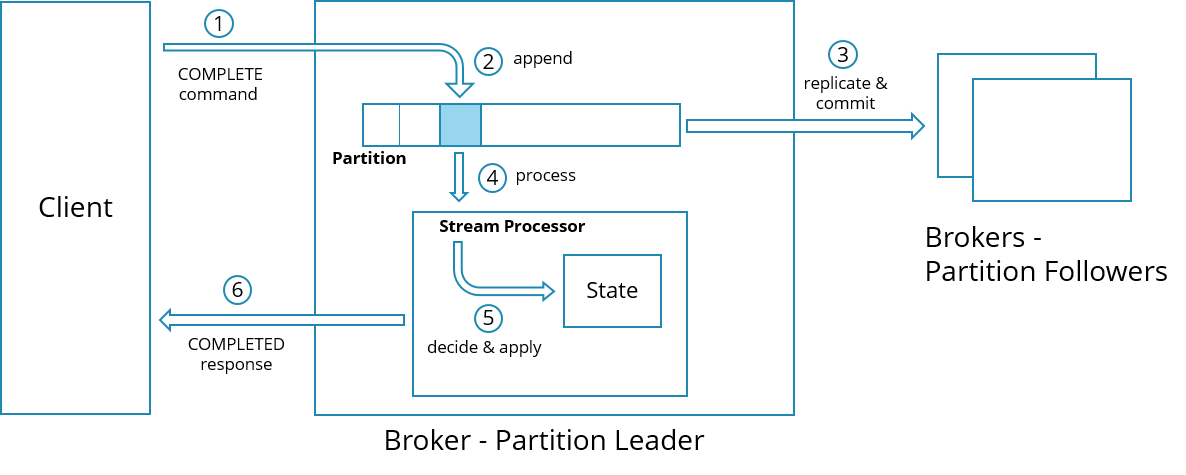 1
COMPLETE
command
2
append
3
replicate &
commit
Partition
4
process
Client
Stream Processor
State
5
decide & apply
6
COMPLETED
response
Brokers -
Partition Followers
Broker - Partition Leader